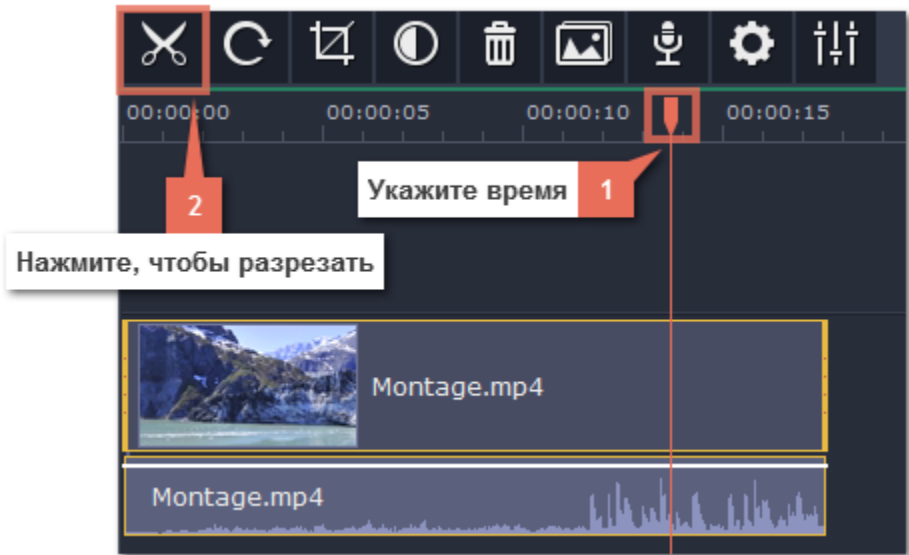 00:00:00 00:00:05 00:00:10 00:00:15
Укажите время 1
2
Нажмите, чтобы разрезать
Montage.mp4
Montage.mp4